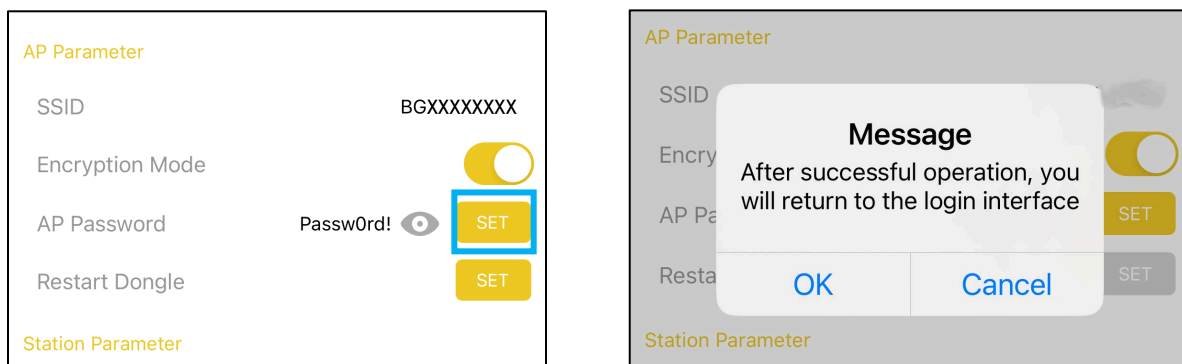 AP Parameter
SSID BGXXXXXXXX
Encryption Mode
AP Password Passw0rd! SET
Restart Dongle SET
Station Parameter
AP Parameter
SSID
Message
Encry
After successful operation, you
will return to the login interface
AP Pa SET
Resta SET
OK Cancel
Station Parameter